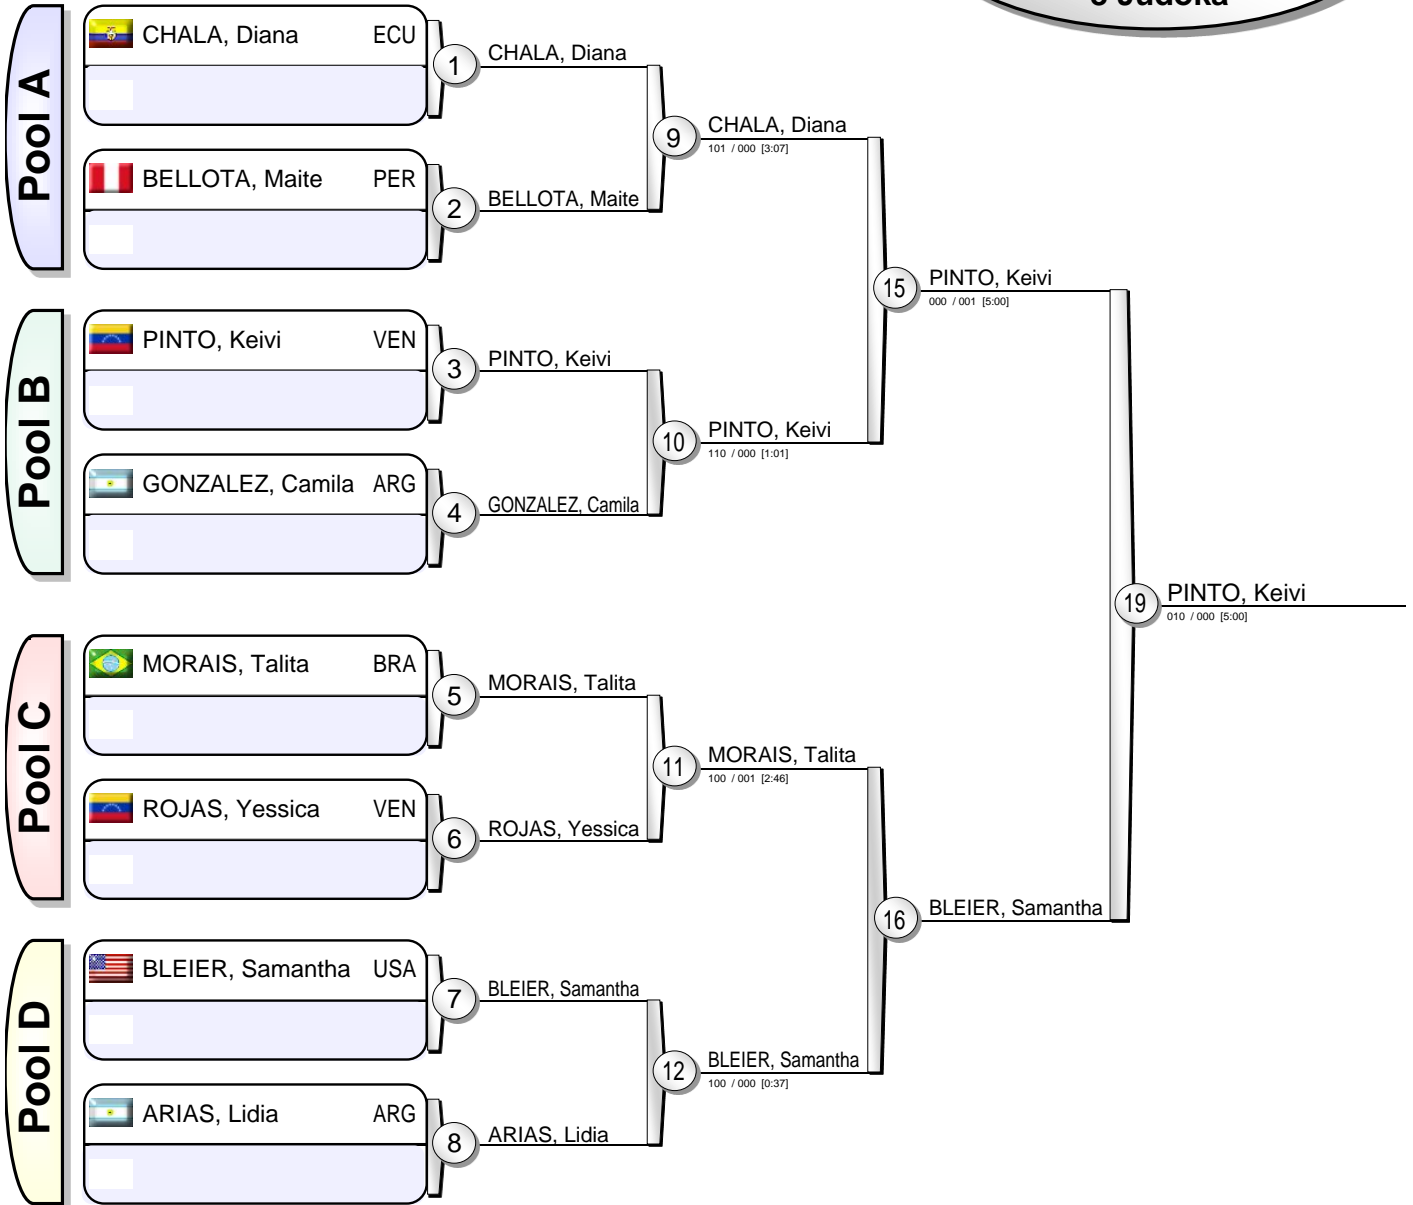 8 Judoka
Pool A
CHALA, Diana ECU
1
CHALA, Diana
BELLOTA, Maite PER
2
BELLOTA, Maite
9
CHALA, Diana
101 / 000 [3:07]
Pool B
PINTO, Keivi VEN
3
PINTO, Keivi
GONZALEZ, Camila ARG
4
GONZALEZ, Camila
10
PINTO, Keivi
110 / 000 [1:01]
15
PINTO, Keivi
000 / 001 [5:00]
Pool C
MORAIS, Talita BRA
5
MORAIS, Talita
ROJAS, Yessica VEN
6
ROJAS, Yessica
11
MORAIS, Talita
100 / 001 [2:46]
Pool D
BLEIER, Samantha USA
7
BLEIER, Samantha
ARIAS, Lidia ARG
8
ARIAS, Lidia
12
BLEIER, Samantha
100 / 000 [0:37]
16
BLEIER, Samantha
19
PINTO, Keivi
010 / 000 [5:00]